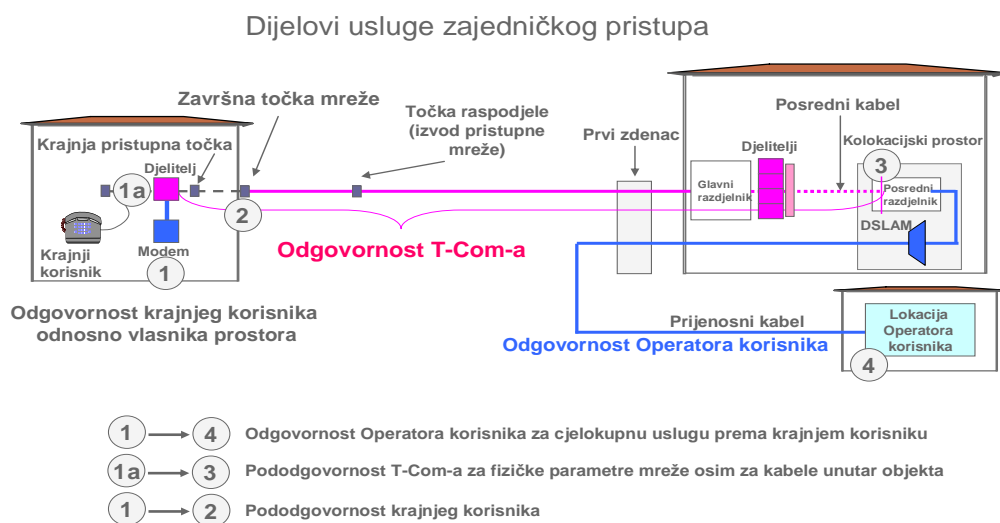 Dijelovi usluge zajedničkog pristupa
Završna točka mreže
Krajnja pristupna točka
Djelitelj
1a
Krajnji
korisnik
Modem
1
2
Točka raspodjele
(izvod pristupne
mreže)
Odgovornost T-Com-a
Odgovornost krajnjeg korisnika
odnosno vlasnika prostora
Prvi zdenac
Glavni
razdjelnik
Djelitelji
Posredni kabel
Kolokacijski prostor
3
Posredni
razdjelnik
DSLAM
Prijenosni kabel
Odgovornost Operatora korisnika
Lokacija
Operatora
korisnika
4
1 4 Odgovornost Operatora korisnika za cjelokupnu uslugu prema krajnjem korisniku
1a 3 Pododgovornost T-Com-a za fizičke parametre mreže osim za kabele unutar objekta
1 2 Pododgovornost krajnjeg korisnika